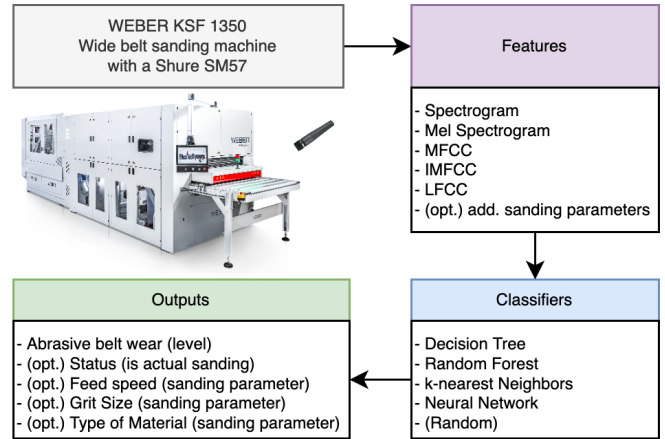 WEBER KSF 1350
Wide belt sanding machine
with a Shure SM57
Features
- Spectrogram
- Mel Spectrogram
- MFCC
- IMFCC
- LFCC
- (opt.) add. sanding parameters
WEBER
Outputs
- Abrasive belt wear (level)
- (opt.) Status (is actual sanding)
- (opt.) Feed speed (sanding parameter)
- (opt.) Grit Size (sanding parameter)
- (opt.) Type of Material (sanding parameter)
Classifiers
- Decision Tree
- Random Forest
- k-nearest Neighbors
- Neural Network
- (Random)